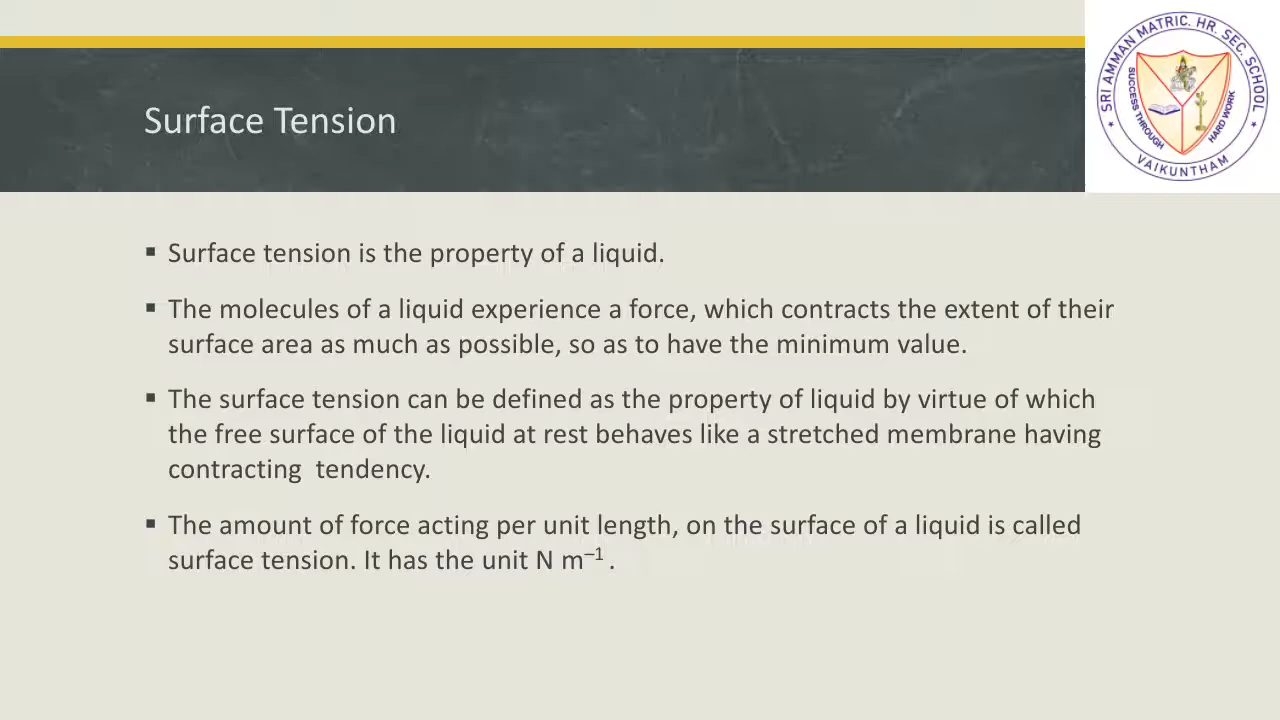 Surface Tension
SRI AMMAN MATRIC. HR. SEC. SCHOOL
SUCCESS THROUGH
HARD WORK
VAIKUNTHAM
▪ Surface tension is the property of a liquid.
▪ The molecules of a liquid experience a force, which contracts the extent of their
surface area as much as possible, so as to have the minimum value.
▪ The surface tension can be defined as the property of liquid by virtue of which
the free surface of the liquid at rest behaves like a stretched membrane having
contracting  tendency.
▪ The amount of force acting per unit length, on the surface of a liquid is called
surface tension. It has the unit N m⁻¹ .